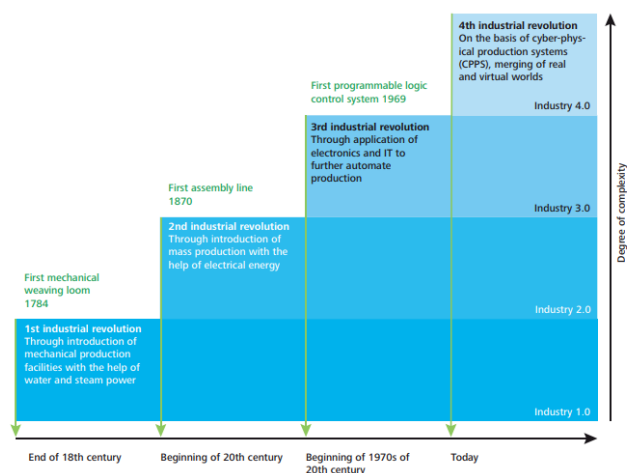 4th industrial revolution
On the basis of cyber-phys-
ical production systems
(CPPS), merging of real
and virtual worlds
Industry 4.0
First programmable logic
control system 1969
3rd industrial revolution
Through application of
electronics and IT to
further automate
production
Industry 3.0
First assembly line
1870
2nd industrial revolution
Through introduction of
mass production with the
help of electrical energy
Industry 2.0
First mechanical
weaving loom
1784
1st industrial revolution
Through introduction of
mechanical production
facilities with the help of
water and steam power
Industry 1.0
Degree of complexity
End of 18th century
Beginning of 20th century
Beginning of 1970s of
20th century
Today